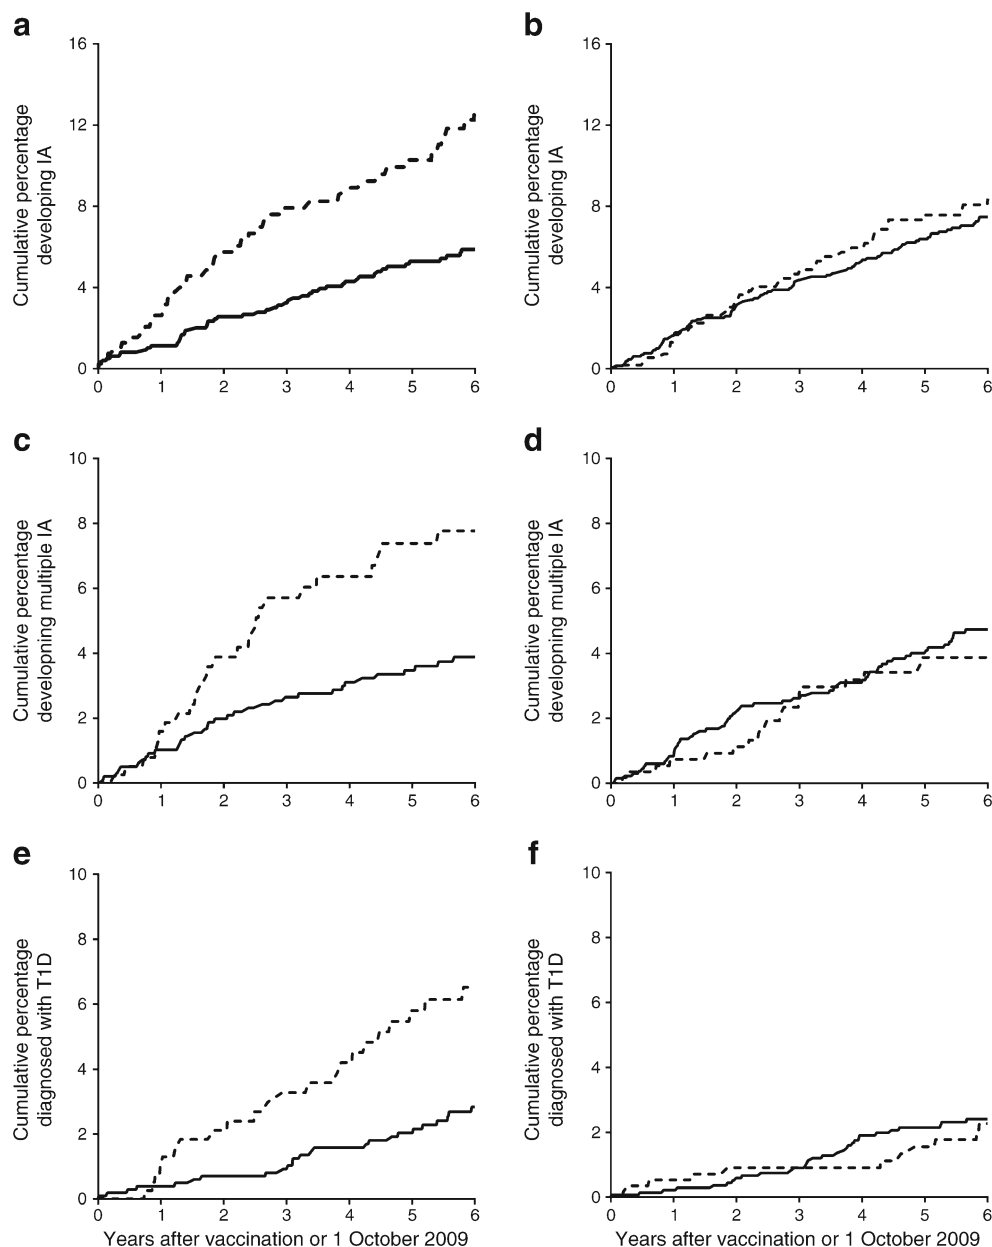 a
b
16
12
8
4
0
Cumulative percentage
developing IA
0 1 2 3 4 5 6
16
12
8
4
0
Cumulative percentage
developing IA
0 1 2 3 4 5 6
c
d
10
8
6
4
2
0
Cumulative percentage
developning multiple IA
0 1 2 3 4 5 6
10
8
6
4
2
0
Cumulative percentage
developning multiple IA
0 1 2 3 4 5 6
e
f
10
8
6
4
2
0
Cumulative percentage
diagnosed with T1D
0 1 2 3 4 5 6
Years after vaccination or 1 October 2009
10
8
6
4
2
0
Cumulative percentage
diagnosed with T1D
0 1 2 3 4 5 6
Years after vaccination or 1 October 2009